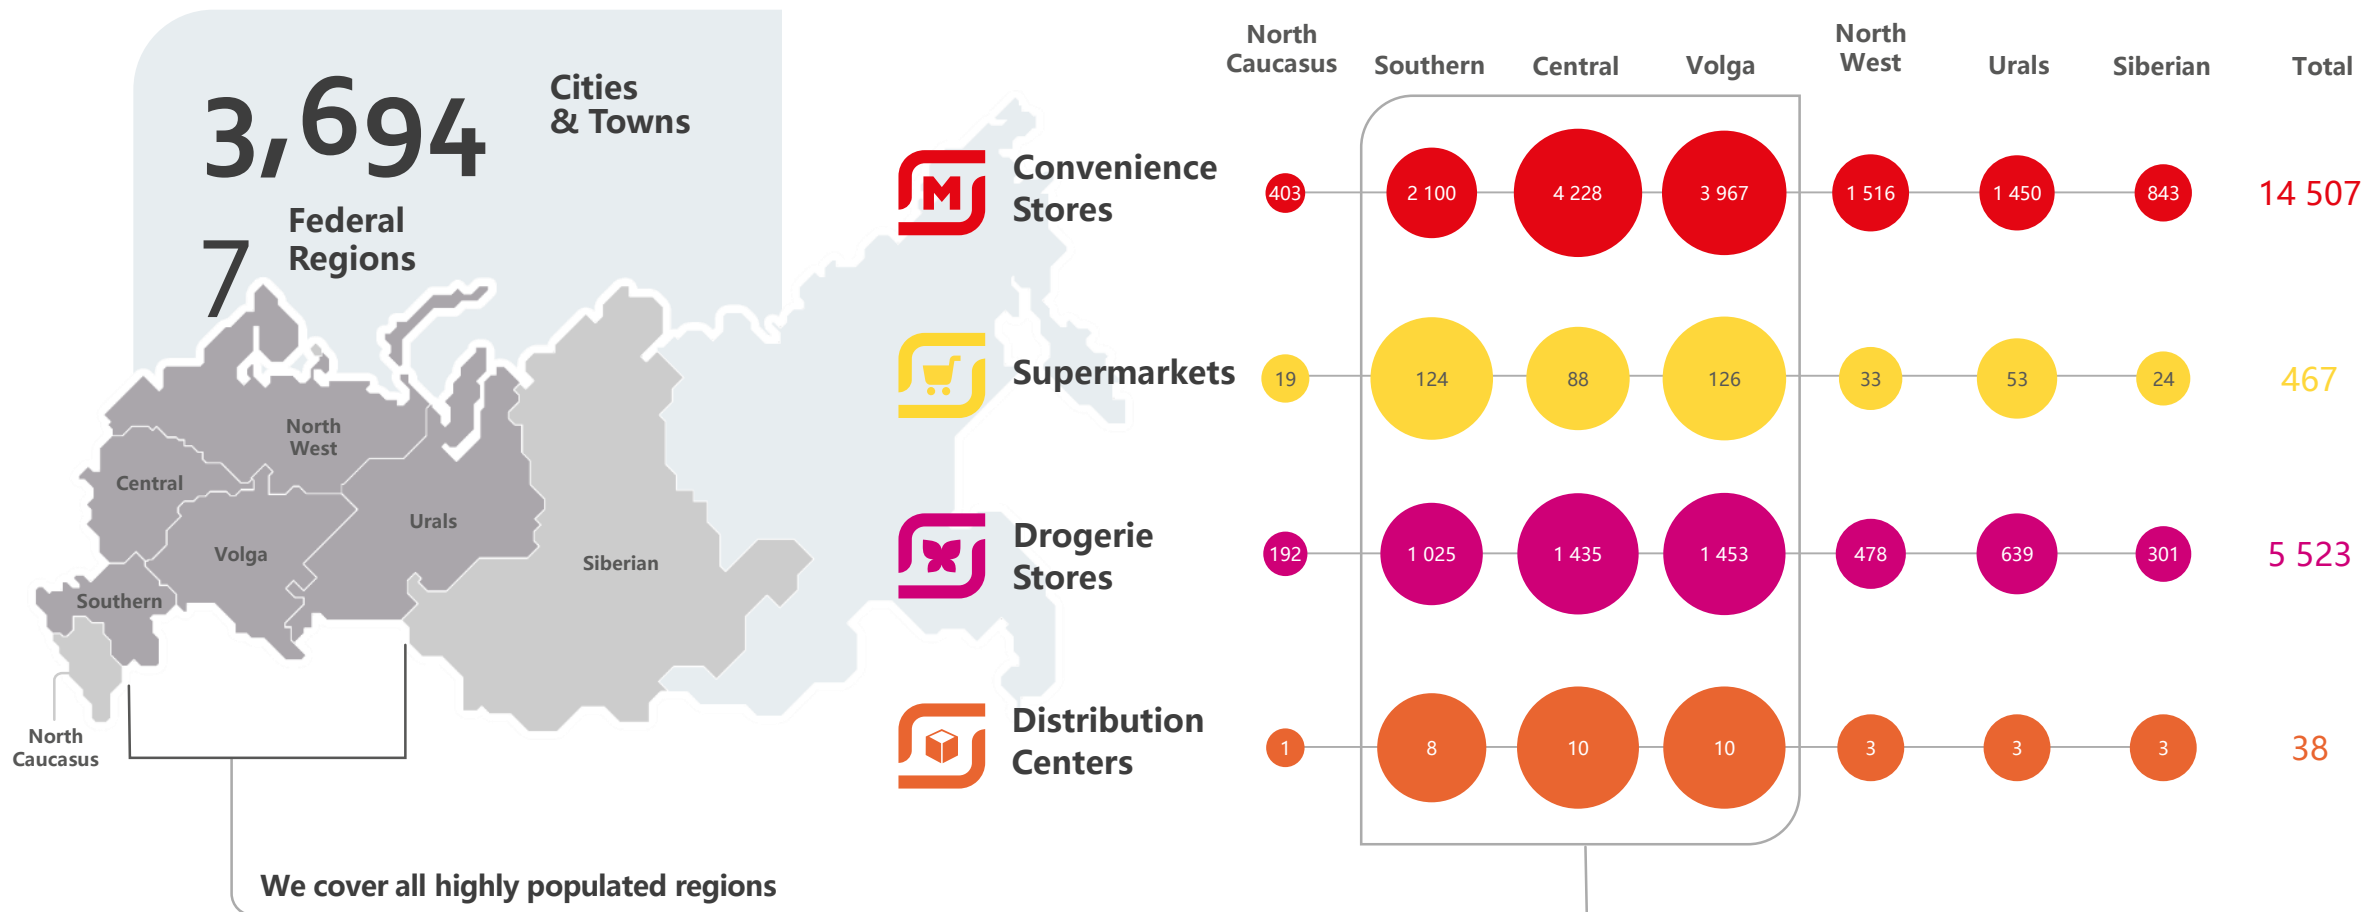 3,694
Cities
& Towns
7
Federal
Regions
North
West
Central
Urals
Volga
Siberian
Southern
North
Caucasus
We cover all highly populated regions
North
Caucasus
Southern
Central
Volga
North
West
Urals
Siberian
Total
M
Convenience
Stores
403
2 100
4 228
3 967
1 516
1 450
843
14 507
Supermarkets
19
124
88
126
33
53
24
467
Drogerie
Stores
192
1 025
1 435
1 453
478
639
301
5 523
Distribution
Centers
1
8
10
10
3
3
3
38